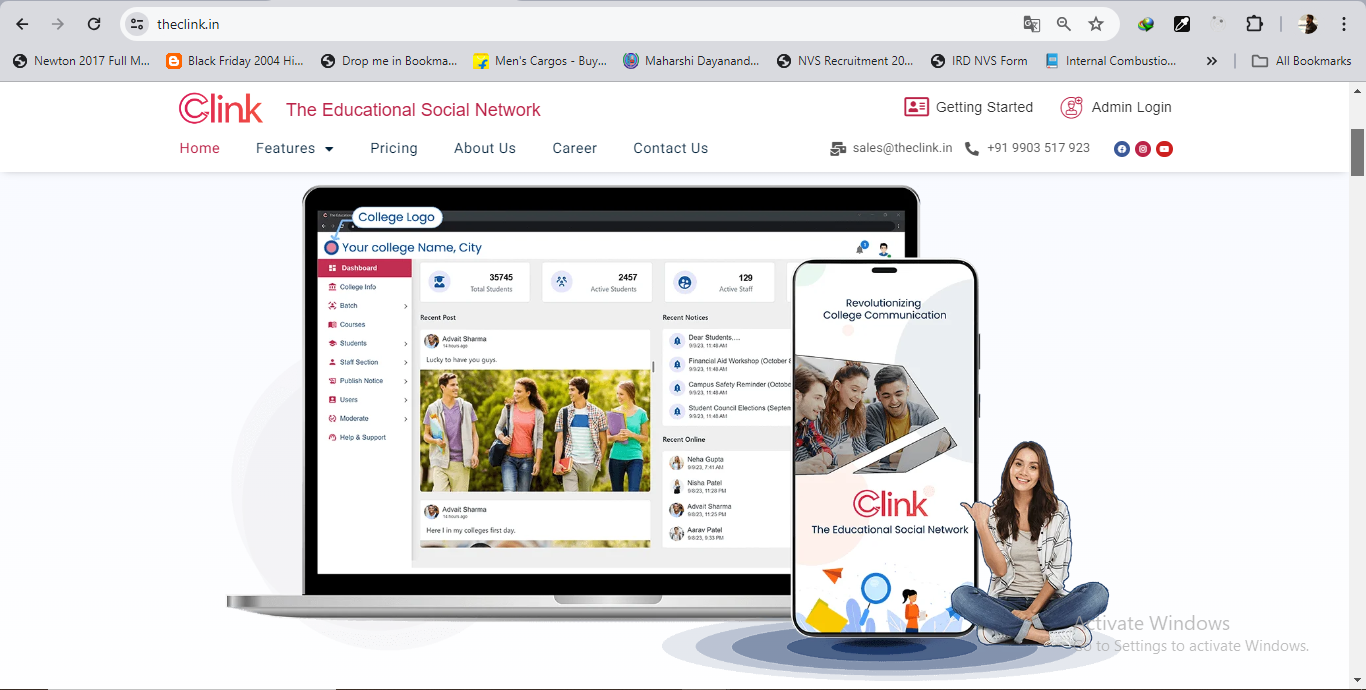 theclink.in
Newton 2017 Full M...
Black Friday 2004 Hi...
Drop me in Bookma...
Men's Cargos - Buy...
Maharshi Dayanand...
NVS Recruitment 20...
IRD NVS Form
Internal Combustio...
»
All Bookmarks
Clink
The Educational Social Network
Getting Started
Admin Login
Home
Features
Pricing
About Us
Career
Contact Us
sales@theclink.in
+91 9903 517 923
College Logo
Your college Name, City
Dashboard
College Info
Batch
Courses
Students
Staff Section
Publish Notice
Users
Moderate
Help & Support
35745
Total Students
2457
Active Students
129
Active Staff
Recent Post
Advait Sharma
14 hours ago
Lucky to have you guys.
Advait Sharma
14 hours ago
Here I in my colleges first day.
Recent Notices
Dear Students,...
9/9/23, 11:48 AM
Financial Aid Workshop (October
9/9/23, 11:48 AM
Campus Safety Reminder (Octobe
9/9/23, 11:48 AM
Student Council Elections (Septem
9/9/23, 11:48 AM
Recent Online
Neha Gupta
9/9/23, 7:41 AM
Nisha Patel
9/8/23, 11:28 PM
Advait Sharma
9/8/23, 11:25 PM
Aarav Patel
9/8/23, 9:33 PM
Revolutionizing
College Communication
Clink
The Educational Social Network
Activate Windows
Go to Settings to activate Windows.